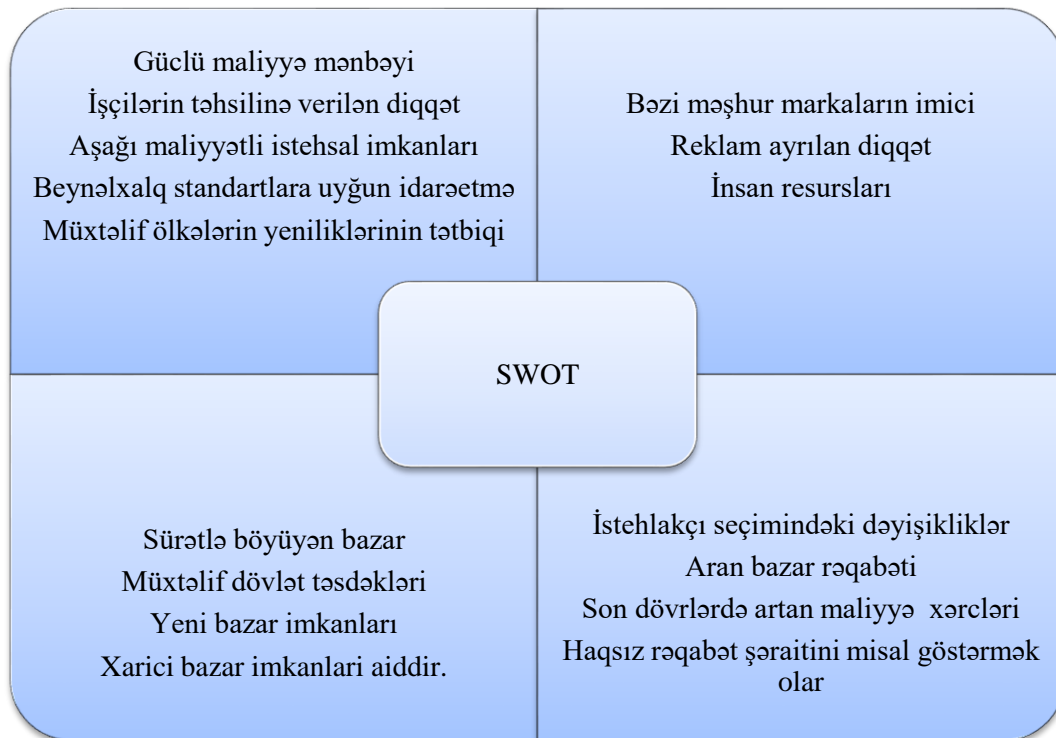 Güclü maliyyə mənbəyi
İşçilərin təhsilinə verilən diqqət
Aşağı maliyyətli istehsal imkanları
Beynəlxalq standartlara uyğun idarəetmə
Müxtəlif ölkələrin yeniliklərinin tətbiqi
Bəzi məşhur markaların imici
Reklam ayrılan diqqət
İnsan resursları
SWOT
Sürətlə böyüyən bazar
Müxtəlif dövlət təsdəkləri
Yeni bazar imkanları
Xarici bazar imkanlari aiddir.
İstehlakçı seçimindəki dəyişikliklər
Aran bazar rəqabəti
Son dövrlərdə artan maliyyə  xərcləri
Haqsız rəqabət şəraitini misal göstərmək
olar